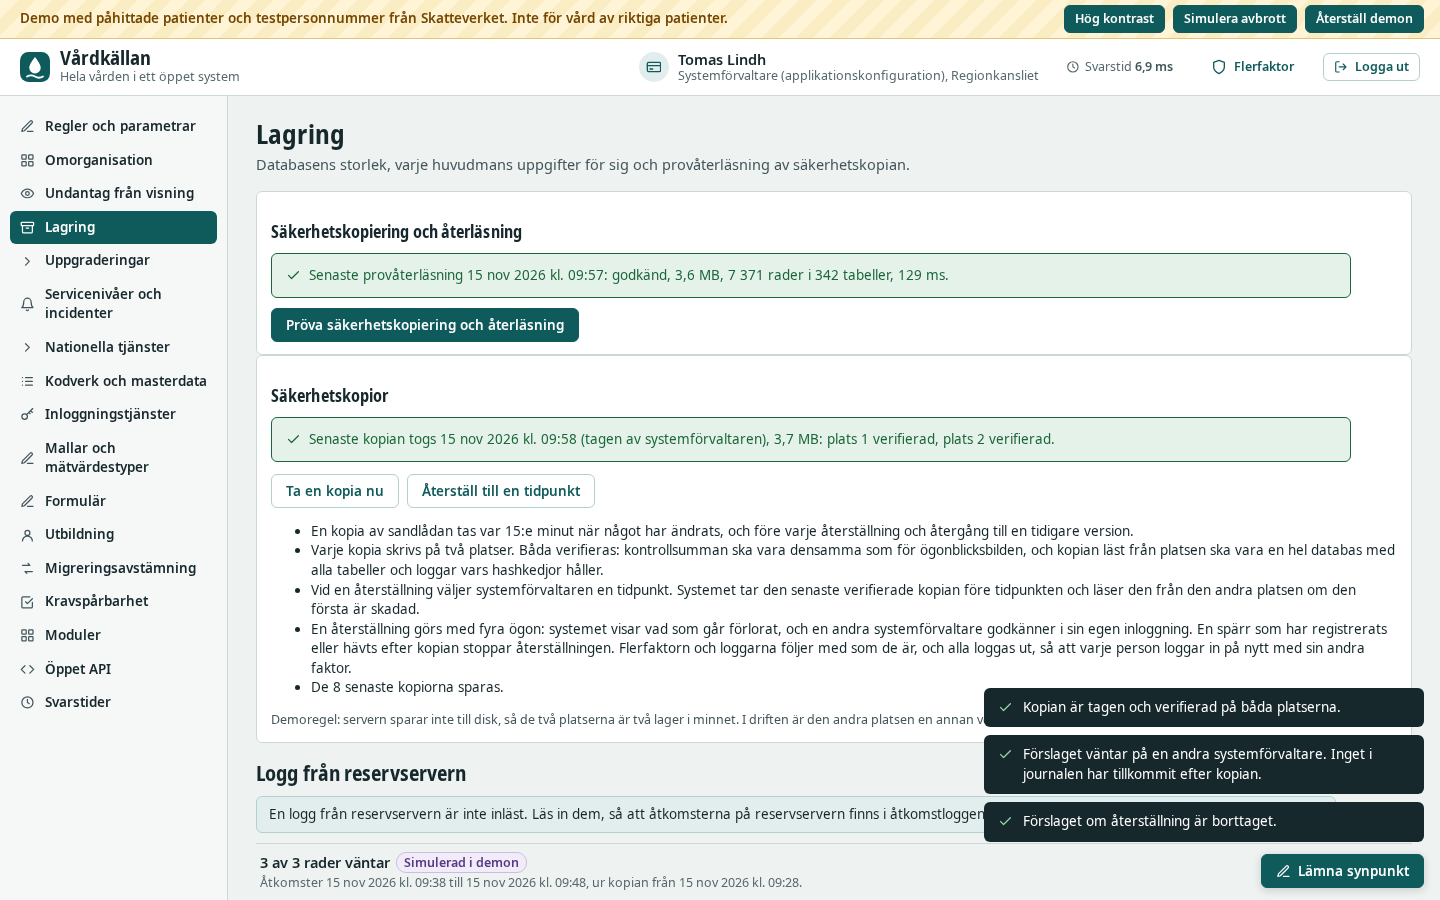 Demo med påhittade patienter och testpersonnummer från Skatteverket. Inte för vård av riktiga patienter.
Hög kontrast
Simulera avbrott
Återställ demon
Vårdkällan
Hela vården i ett öppet system
Tomas Lindh
Systemförvaltare (applikationskonfiguration), Regionkansliet
Svarstid 6,9 ms
Flerfaktor
Logga ut
Regler och parametrar
Omorganisation
Undantag från visning
Lagring
Uppgraderingar
Servicenivåer och
incidenter
Nationella tjänster
Kodverk och masterdata
Inloggningstjänster
Mallar och
mätvärdestyper
Formulär
Utbildning
Migreringsavstämning
Kravspårbarhet
Moduler
Öppet API
Svarstider
Lagring
Databasens storlek, varje huvudmans uppgifter för sig och provåterläsning av säkerhetskopian.
Säkerhetskopiering och återläsning
Senaste provåterläsning 15 nov 2026 kl. 09:57: godkänd, 3,6 MB, 7 371 rader i 342 tabeller, 129 ms.
Pröva säkerhetskopiering och återläsning
Säkerhetskopior
Senaste kopian togs 15 nov 2026 kl. 09:58 (tagen av systemförvaltaren), 3,7 MB: plats 1 verifierad, plats 2 verifierad.
Ta en kopia nu
Återställ till en tidpunkt
En kopia av sandlådan tas var 15:e minut när något har ändrats, och före varje återställning och återgång till en tidigare version.
Varje kopia skrivs på två platser. Båda verifieras: kontrollsumman ska vara densamma som för ögonblicksbilden, och kopian läst från platsen ska vara en hel databas med
alla tabeller och loggar vars hashkedjor håller.
Vid en återställning väljer systemförvaltaren en tidpunkt. Systemet tar den senaste verifierade kopian före tidpunkten och läser den från den andra platsen om den
första är skadad.
En återställning görs med fyra ögon: systemet visar vad som går förlorat, och en andra systemförvaltare godkänner i sin egen inloggning. En spärr som har registrerats
eller hävts efter kopian stoppar återställningen. Flerfaktorn och loggarna följer med som de är, och alla loggas ut, så att varje person loggar in på nytt med sin andra
faktor.
De 8 senaste kopiorna sparas.
Demoregel: servern sparar inte till disk, så de två platserna är två lager i minnet. I driften är den andra platsen en annan
Kopian är tagen och verifierad på båda platserna.
Förslaget väntar på en andra systemförvaltare. Inget i
journalen har tillkommit efter kopian.
Förslaget om återställning är borttaget.
Logg från reservservern
En logg från reservservern är inte inläst. Läs in dem, så att åtkomsterna på reservservern finns i åtkomstloggen
3 av 3 rader väntar
Simulerad i demon
Åtkomster 15 nov 2026 kl. 09:38 till 15 nov 2026 kl. 09:48, ur kopian från 15 nov 2026 kl. 09:28.
Lämna synpunkt